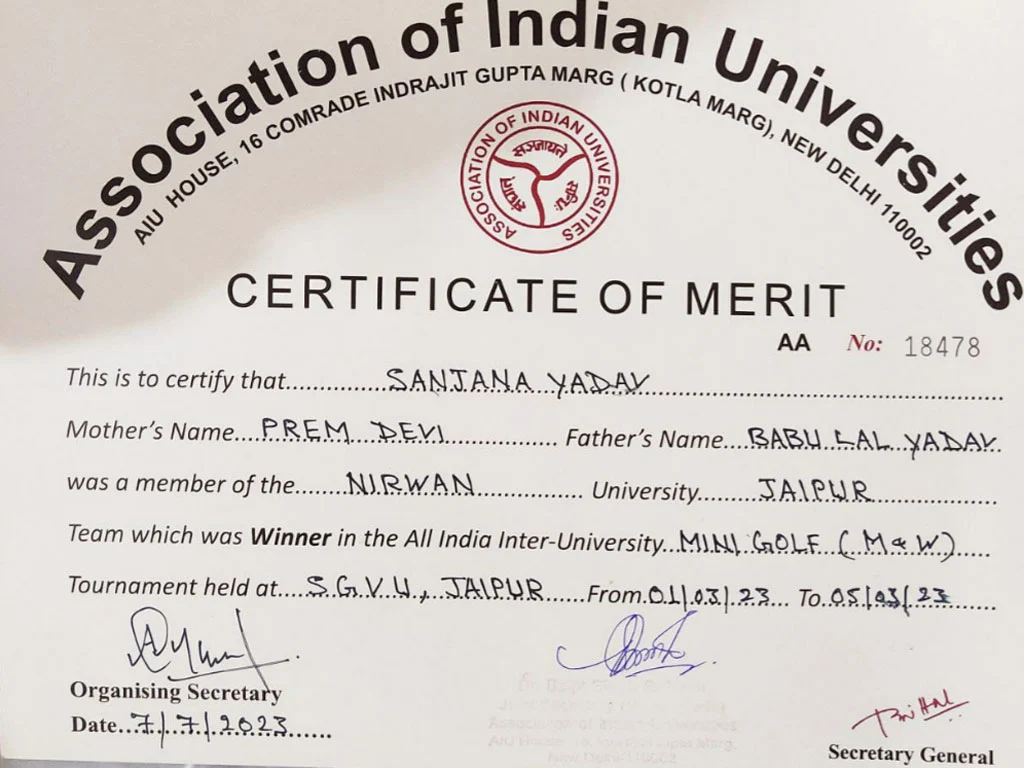 Association of Indian Universities
AIU HOUSE, 16 COMRADE INDRAJIT GUPTA MARG ( KOTLA MARG), NEW DELHI 110002
ASSOCIATION OF INDIAN UNIVERSITIES
CERTIFICATE OF MERIT
AA No: 18478
This is to certify that......SANJANA YADAV......
Mother's Name...PREM DEVI...... Father's Name...BABU LAL YADAV.
was a member of the......NIRWAN...... University......JAIPUR......
Team which was Winner in the All India Inter-University..MINI GOLF ( M & W).....
Tournament held at....S.G.V.U., JAIPUR......From.01/03/23... To.05/03/23......
Organising Secretary
Date...7/7/2023......
New Delhi-110002
Secretary General